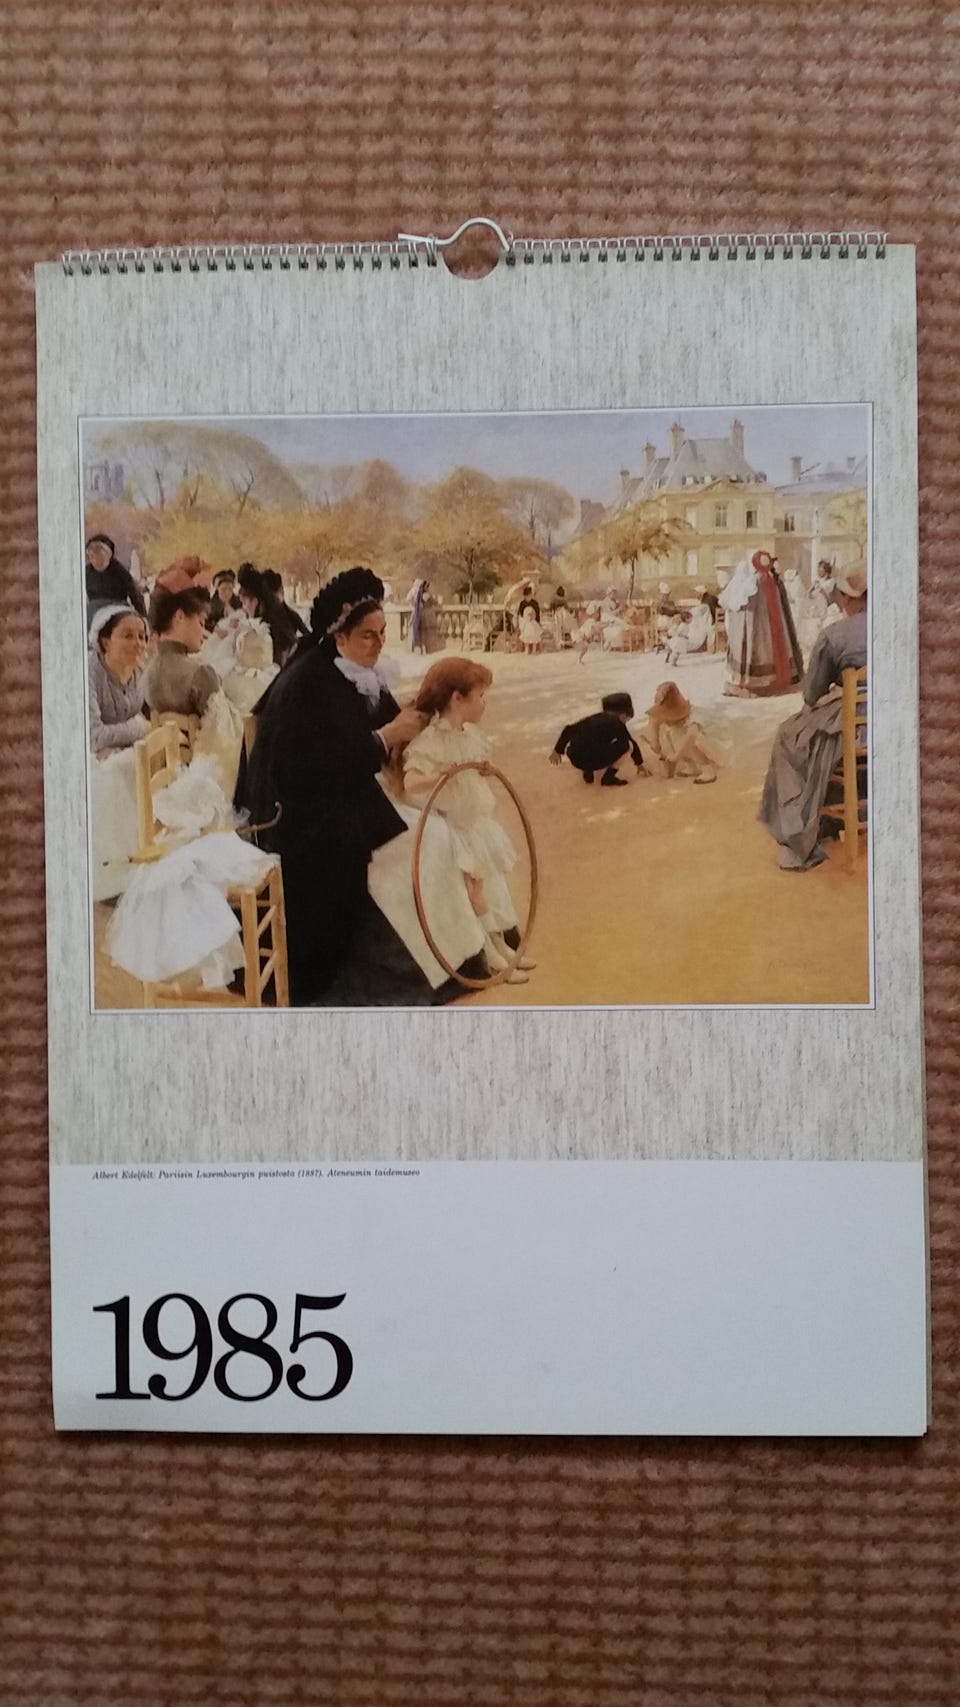 Albert Edelfelt: Pariisin Luxembourgin puistosta (1887). Ateneumin taidemuseo
1985